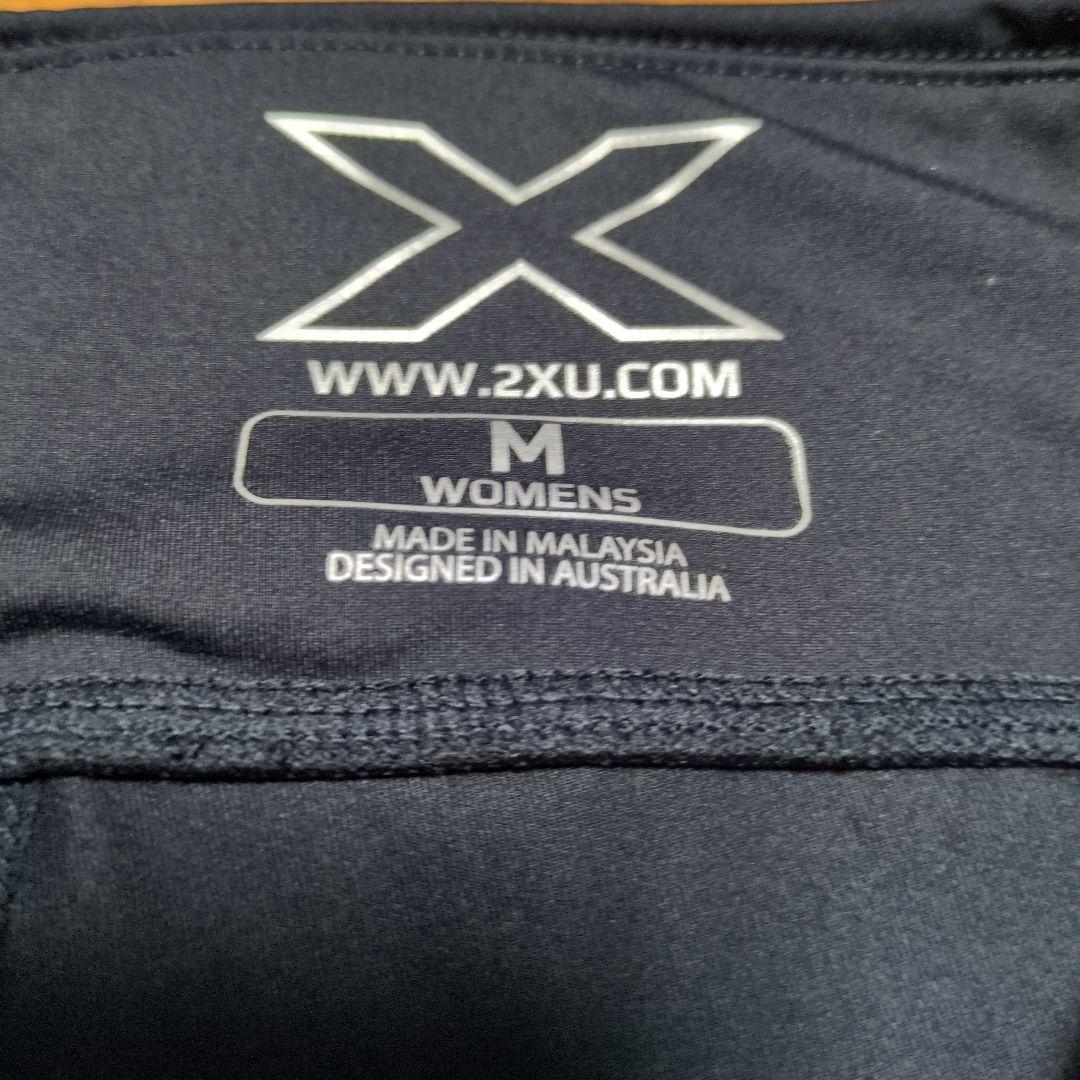 X
WWW.2XU.COM
M
WOMENS
MADE IN MALAYSIA
DESIGNED IN AUSTRALIA